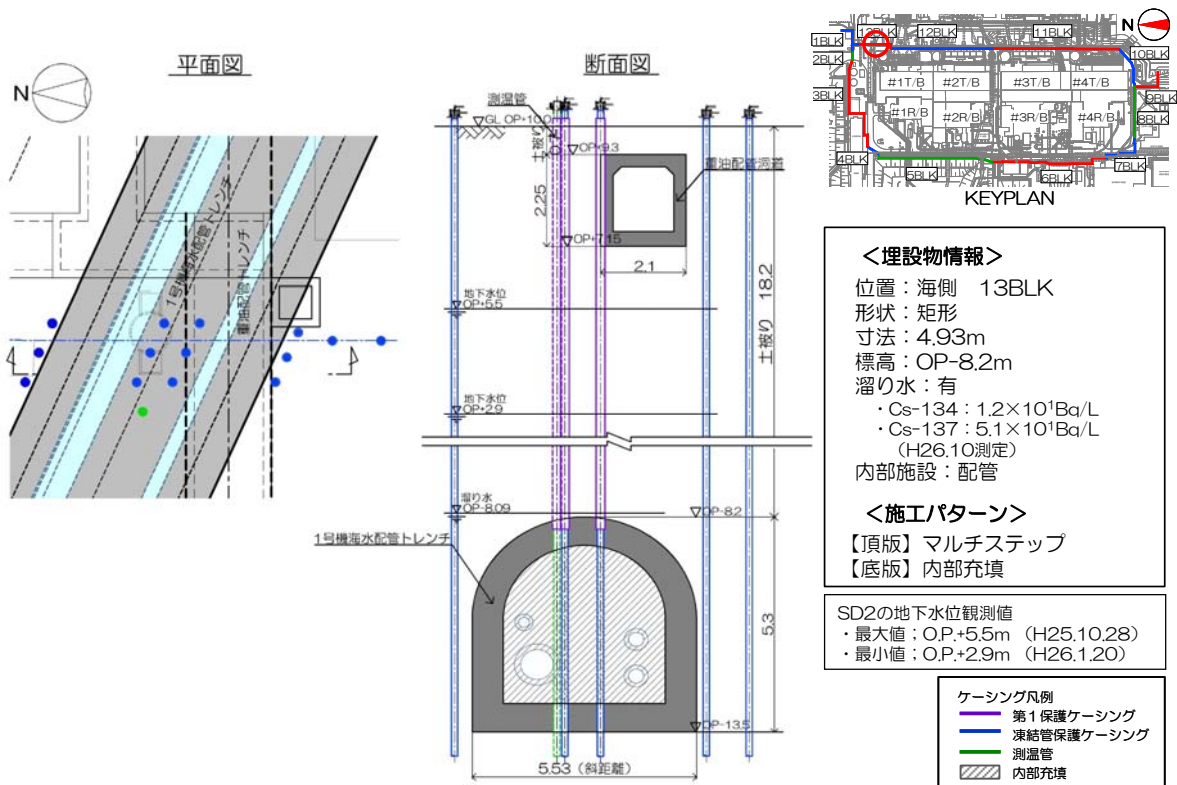 平面図
N
1号機海水配管トレンチ
重油配管トレンチ
断面図
測温管
GL OP+10.0
土被り 0.7
OP+9.3
重油配管洞道
2.25
OP+7.15
2.1
地下水位
OP+5.5
土被り 18.2
地下水位
OP+2.9
溜り水
OP-8.09
OP-8.2
1号機海水配管トレンチ
5.3
OP-13.5
5.53（斜距離）
N
1BLK
13BLK
12BLK
11BLK
10BLK
2BLK
3BLK
#1T/B
#2T/B
#3T/B
#4T/B
9BLK
8BLK
#1R/B
#2R/B
#3R/B
#4R/B
4BLK
5BLK
6BLK
7BLK
KEYPLAN
＜埋設物情報＞
位置：海側　13BLK
形状：矩形
寸法：4.93m
標高：OP-8.2m
溜り水：有
・Cs-134：1.2×10¹Bq/L
・Cs-137：5.1×10¹Bq/L
（H26.10測定）
内部施設：配管
＜施工パターン＞
【頂版】マルチステップ
【底版】内部充填
SD2の地下水位観測値
・最大値；O.P.+5.5m （H25.10.28）
・最小値；O.P.+2.9m （H26.1.20）
ケーシング凡例
第１保護ケーシング
凍結管保護ケーシング
測温管
内部充填